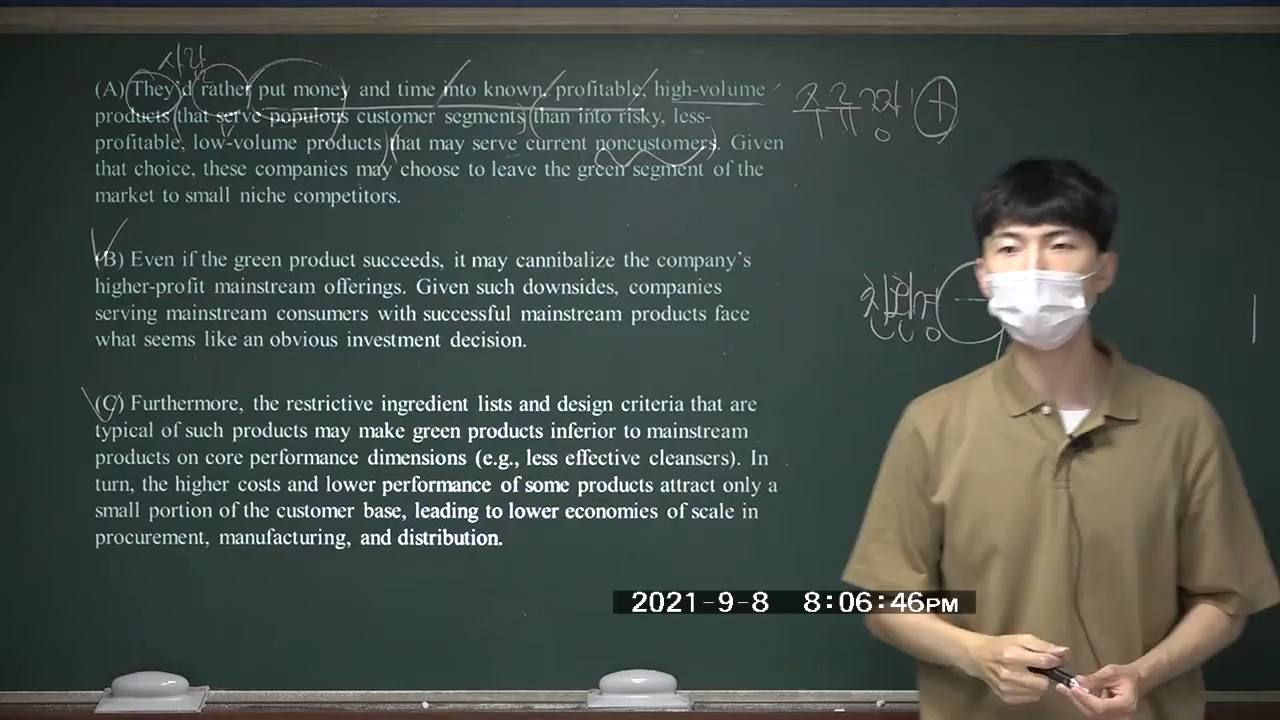 (A) They'd rather put money and time into known, profitable, high-volume
products that serve populous customer segments than into risky, less-
profitable, low-volume products that may serve current noncustomers. Given
that choice, these companies may choose to leave the green segment of the
market to small niche competitors.
(B) Even if the green product succeeds, it may cannibalize the company's
higher-profit mainstream offerings. Given such downsides, companies
serving mainstream consumers with successful mainstream products face
what seems like an obvious investment decision.
(C) Furthermore, the restrictive ingredient lists and design criteria that are
typical of such products may make green products inferior to mainstream
products on core performance dimensions (e.g., less effective cleansers). In
turn, the higher costs and lower performance of some products attract only a
small portion of the customer base, leading to lower economies of scale in
procurement, manufacturing, and distribution.
친환경
2021-9-8 8:06:46PM